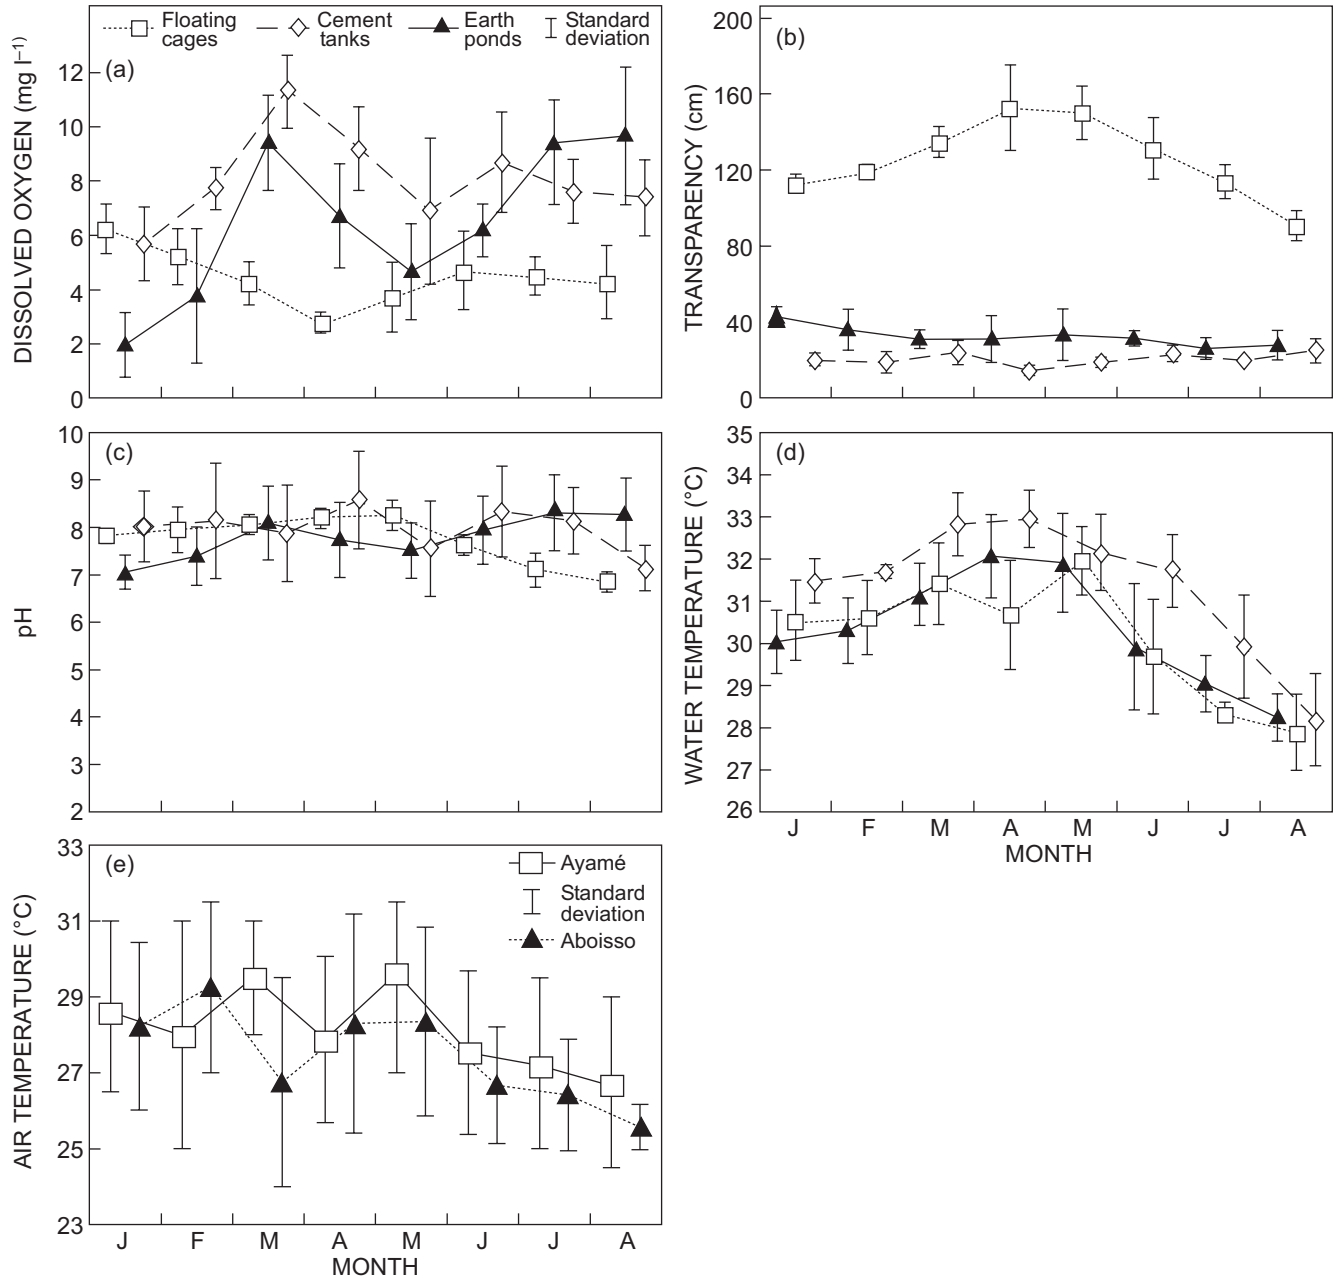 Floating cages
Cement tanks
Earth ponds
Standard deviation
(a)
DISSOLVED OXYGEN (mg l–1)
12
10
8
6
4
2
0
(b)
TRANSPARENCY (cm)
200
160
120
80
40
0
(c)
pH
10
9
8
7
6
5
4
3
2
(d)
WATER TEMPERATURE (°C)
35
34
33
32
31
30
29
28
27
26
J F M A M J J A
MONTH
(e)
Ayamé
Standard deviation
Aboisso
AIR TEMPERATURE (°C)
33
31
29
27
25
23
J F M A M J J A
MONTH